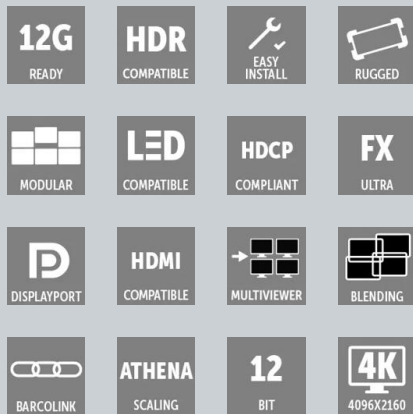 12G
READY
HDR
COMPATIBLE
EASY
INSTALL
RUGGED
MODULAR
LED
COMPATIBLE
HDCP
COMPLIANT
FX
ULTRA
DISPLAYPORT
HDMI
COMPATIBLE
MULTIVIEWER
BLENDING
BARCOLINK
ATHENA
SCALING
12
BIT
4K
4096X2160